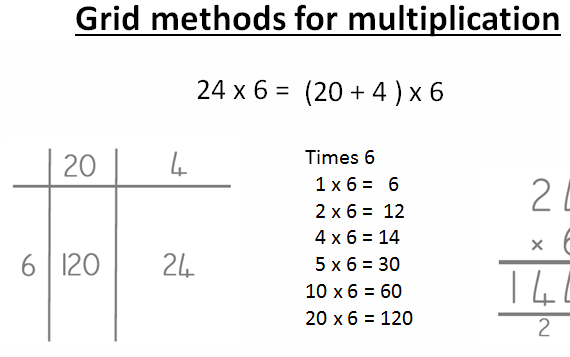 Grid methods for multiplication
24 x 6 = (20 + 4 ) x 6
20 4
6 120 24
Times 6
1 x 6 = 6
2 x 6 = 12
4 x 6 = 14
5 x 6 = 30
10 x 6 = 60
20 x 6 = 120
2
×
14
2